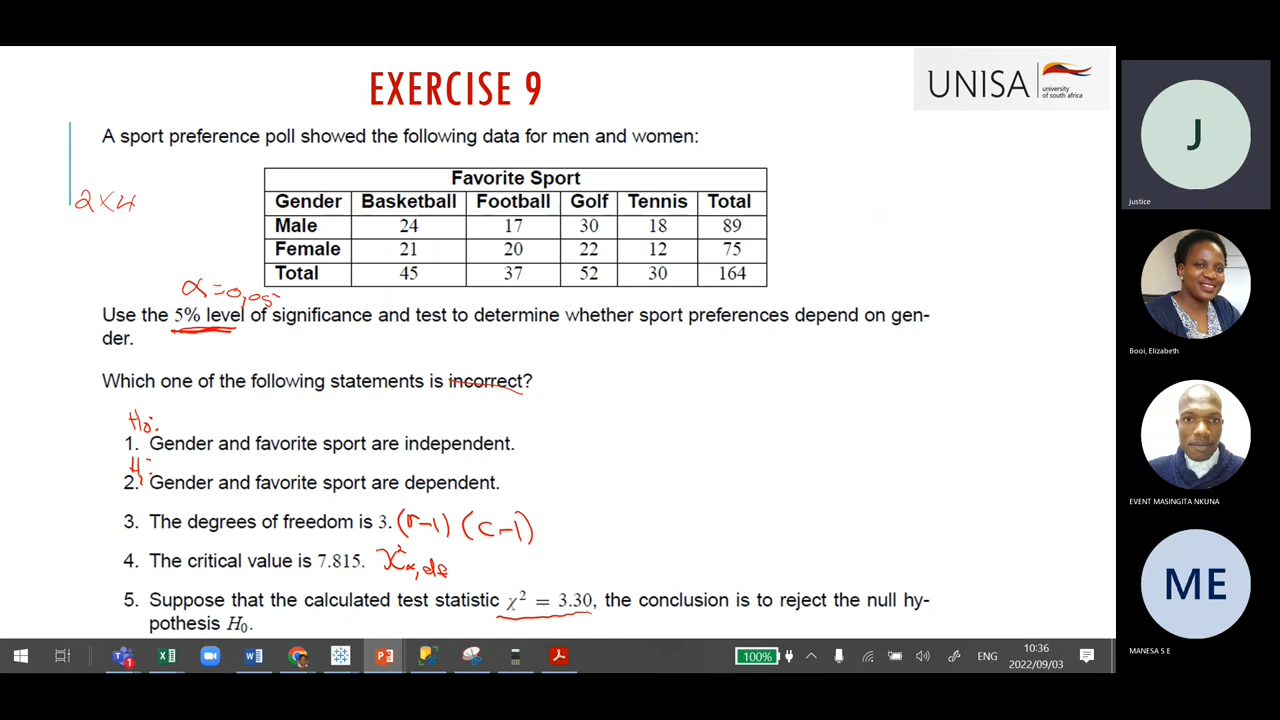 EXERCISE 9
UNISA
university
of south africa
A sport preference poll showed the following data for men and women:
2×4
Favorite Sport
Gender Basketball Football Golf Tennis Total
Male 24 17 30 18 89
Female 21 20 22 12 75
Total 45 37 52 30 164
α=0,05
Use the 5% level of significance and test to determine whether sport preferences depend on gen-
der.
Which one of the following statements is incorrect?
H0:
1. Gender and favorite sport are independent.
H1:
2. Gender and favorite sport are dependent.
3. The degrees of freedom is 3. (r-1) (c-1)
4. The critical value is 7.815. χ²α, df
5. Suppose that the calculated test statistic χ² = 3.30, the conclusion is to reject the null hy-
pothesis H0.
J
justice
Booi, Elizabeth
EVENT MASINGITA NKUNA
ME
MANESA S E
100%
ENG
10:36
2022/09/03